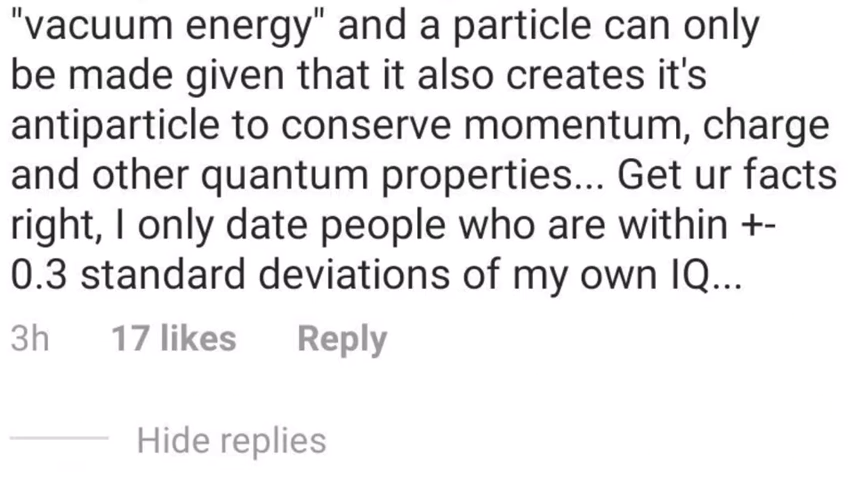 "vacuum energy" and a particle can only
be made given that it also creates it's
antiparticle to conserve momentum, charge
and other quantum properties... Get ur facts
right, I only date people who are within +-
0.3 standard deviations of my own IQ...
3h 17 likes Reply
Hide replies